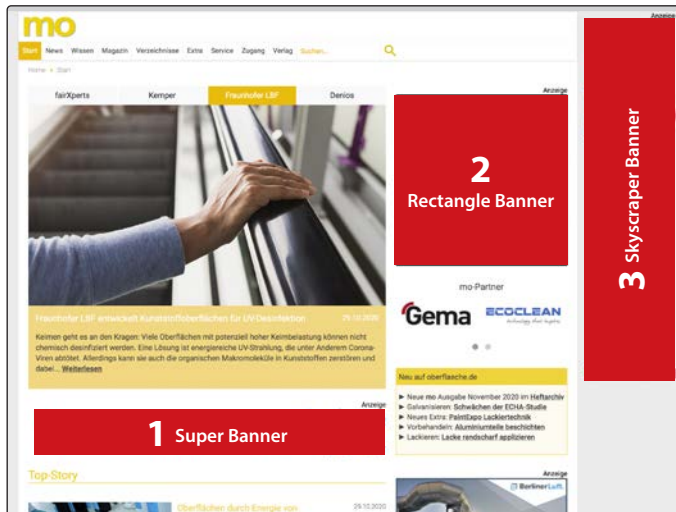 Anzeige
mo
Start News Wissen Magazin Verzeichnisse Extra Service Zugang Verlag Suchen...
Home > Start
fairXperts Kemper Fraunhofer LBF Denios
Anzeige
2
Rectangle Banner
3 Skyscraper Banner
mo-Partner
Gema ECOCLEAN
Fraunhofer LBF entwickelt Kunststoffoberflächen für UV-Desinfektion 29.10.2020
Keimen geht es an den Kragen: Viele Oberflächen mit potenziell hoher Keimbelastung können nicht
chemisch desinfiziert werden. Eine Lösung ist energiereiche UV-Strahlung, die unter Anderem Corona-
Viren abtötet. Allerdings kann sie auch die organischen Makromoleküle in Kunststoffen zerstören und
dabei... Weiterlesen
Neu auf oberflaeche.de
► Neue mo Ausgabe November 2020 im Heftarchiv
► Galvanisieren: Schwächen der ECHA-Studie
► Neues Extra: PaintExpo Lackiertechnik
► Vorbehandeln: Aluminiumteile beschichten
► Lackieren: Lacke randscharf applizieren
Anzeige
1 Super Banner
Top-Story
Anzeige
BerlinerLuft.
Oberflächen durch Energie von 29.10.2020